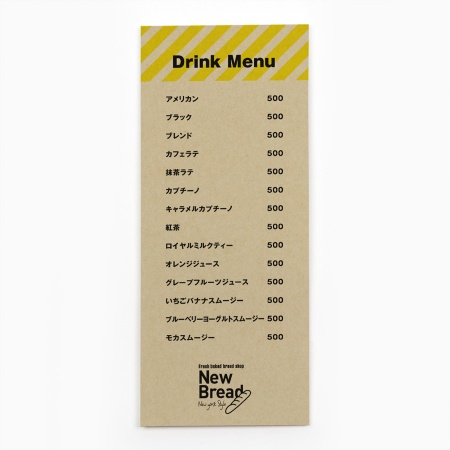 Drink Menu
アメリカン 500
ブラック 500
ブレンド 500
カフェラテ 500
抹茶ラテ 500
カプチーノ 500
キャラメルカプチーノ 500
紅茶 500
ロイヤルミルクティー 500
オレンジジュース 500
グレープフルーツジュース 500
いちごバナナスムージー 500
ブルーベリーヨーグルトスムージー 500
モカスムージー 500
Fresh baked bread shop
New
Bread
New york Style